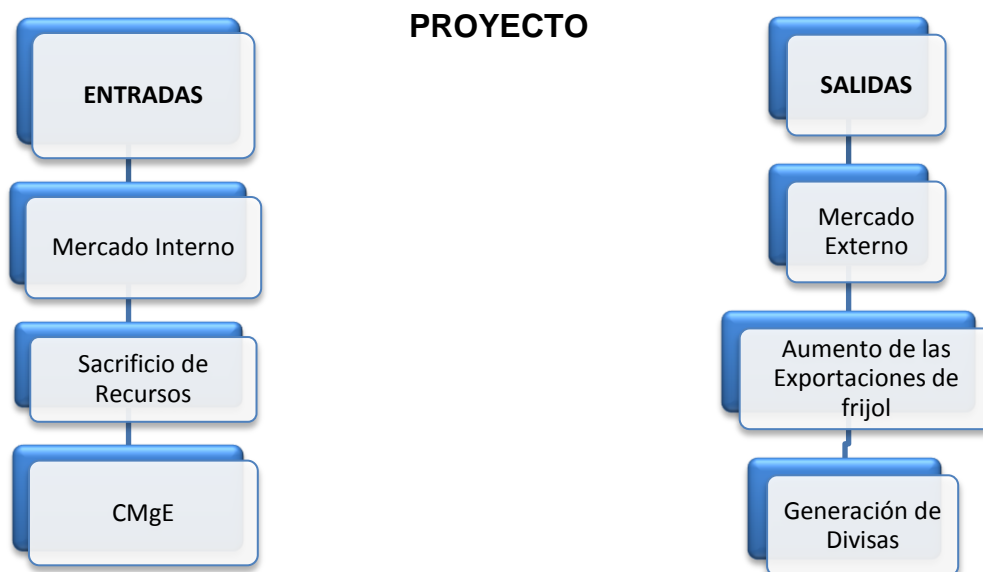 PROYECTO
ENTRADAS
Mercado Interno
Sacrificio de
Recursos
CMgE
SALIDAS
Mercado
Externo
Aumento de las
Exportaciones de
frijol
Generación de
Divisas